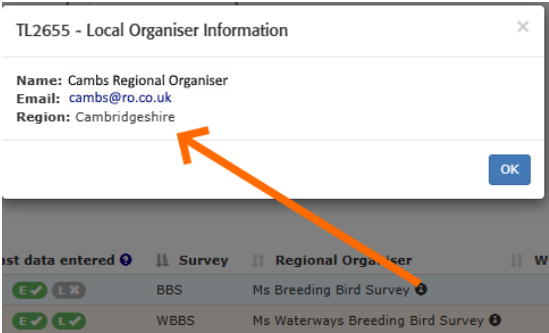 TL2655 - Local Organiser Information ×
Name: Cambs Regional Organiser
Email: cambs@ro.co.uk
Region: Cambridgeshire
OK
data entered Survey Regional Organiser
E L BBS Ms Breeding Bird Survey
E L WBBS Ms Waterways Breeding Bird Survey